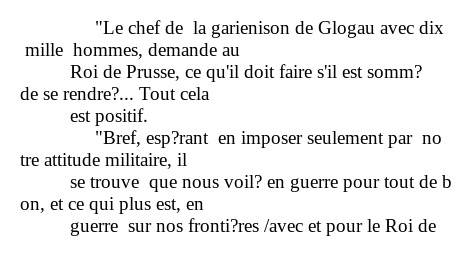 "Le chef de  la garienison de Glogau avec dix
mille  hommes, demande au
Roi de Prusse, ce qu'il doit faire s'il est somm?
de se rendre?... Tout cela
est positif.
"Bref, esp?rant  en imposer seulement par  no
tre attitude militaire, il
se trouve  que nous voil? en guerre pour tout de b
on, et ce qui plus est, en
guerre  sur nos fronti?res /avec et pour le Roi de